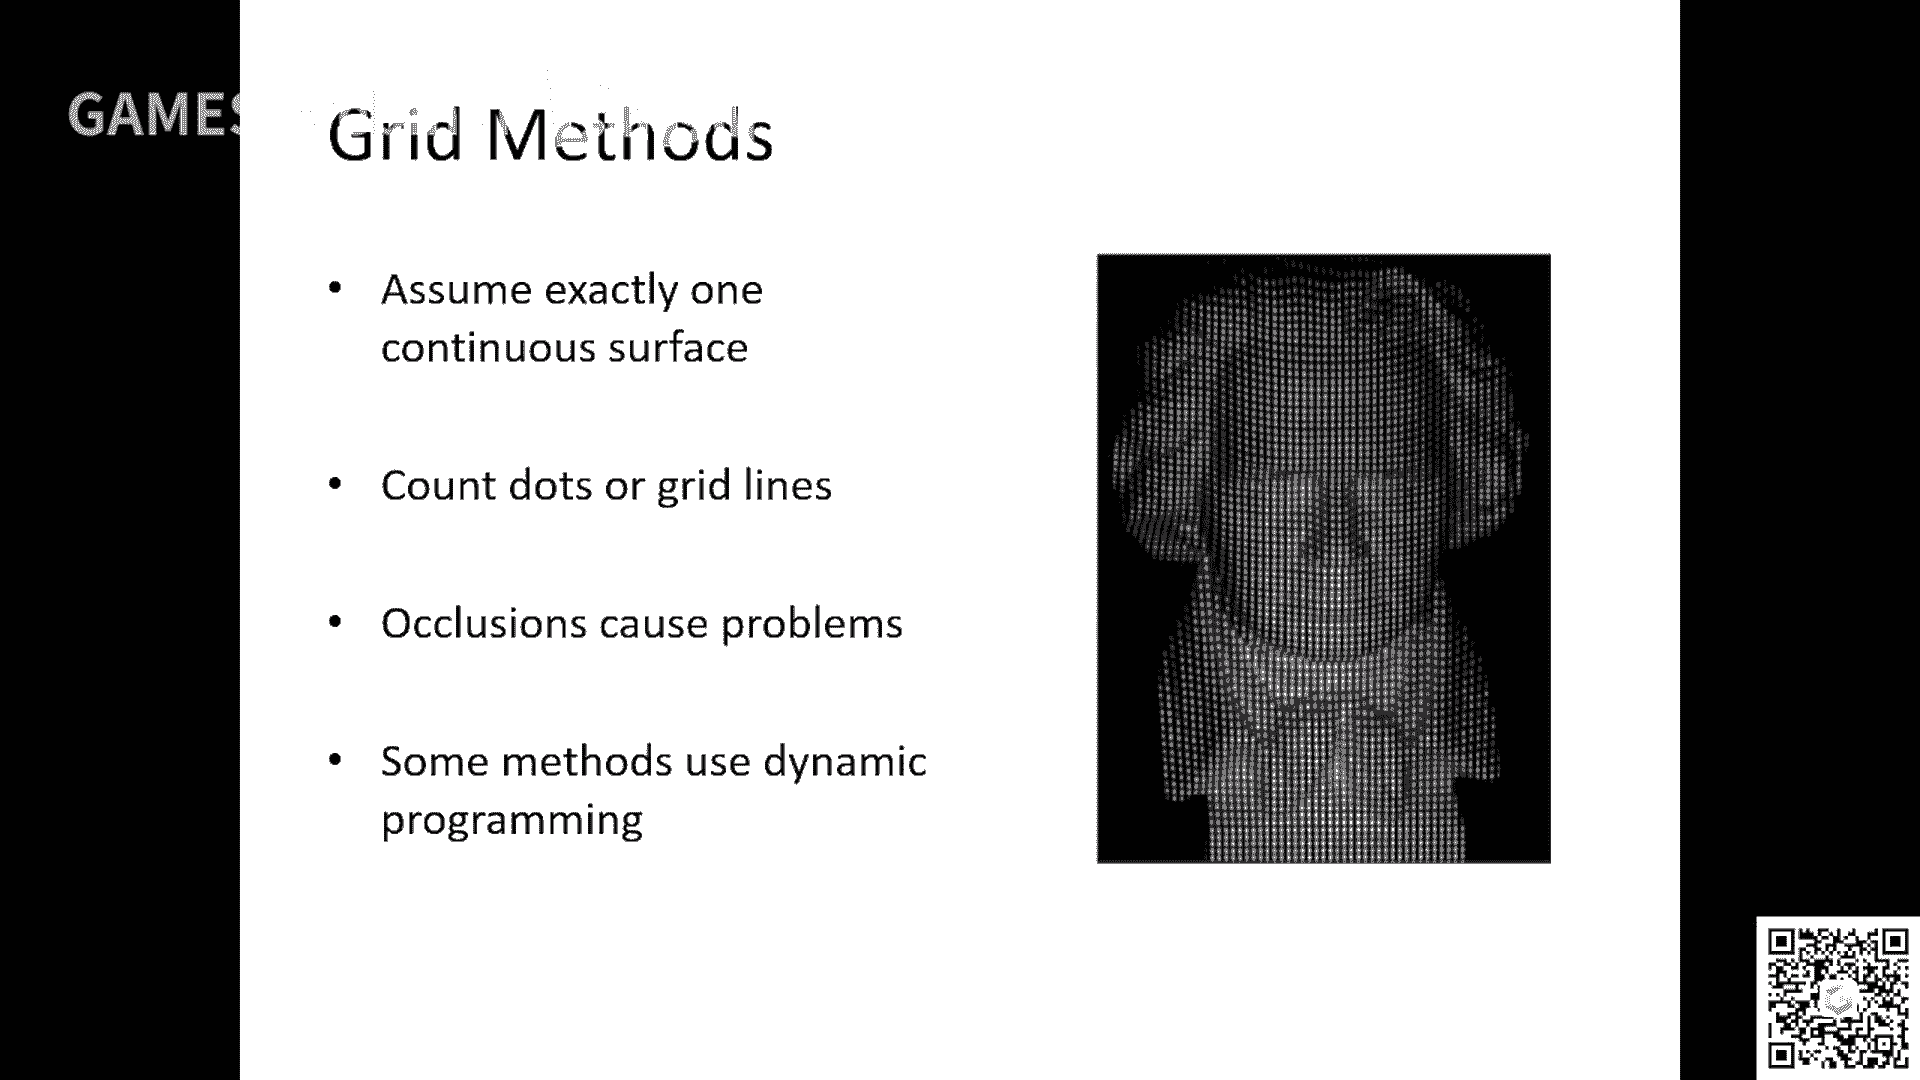 GAMES
Grid Methods
• Assume exactly one
continuous surface
• Count dots or grid lines
• Occlusions cause problems
• Some methods use dynamic
programming